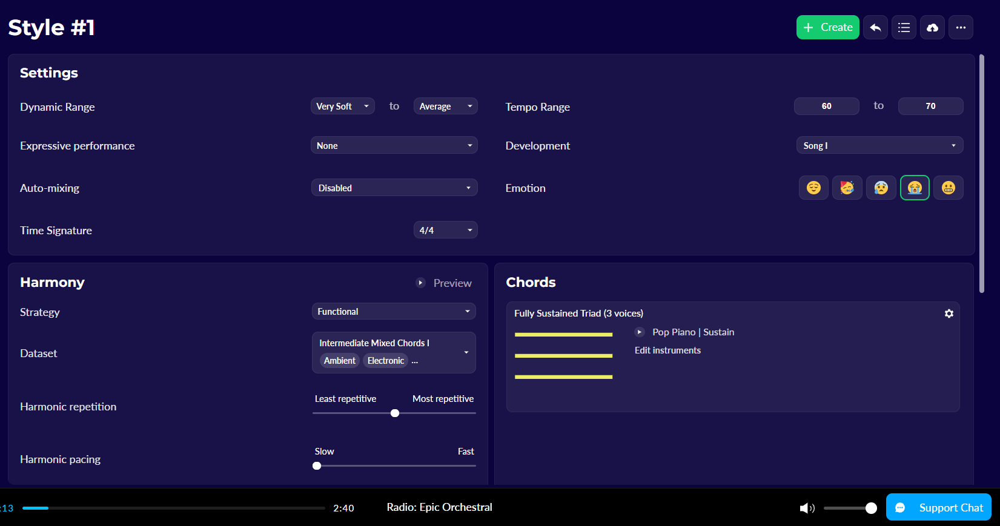 Style #1
Create
Settings
Dynamic Range
Very Soft
to
Average
Tempo Range
60
to
70
Expressive performance
None
Development
Song I
Auto-mixing
Disabled
Emotion
Time Signature
4/4
Harmony
Preview
Strategy
Functional
Dataset
Intermediate Mixed Chords I
Ambient
Electronic
...
Harmonic repetition
Least repetitive
Most repetitive
Harmonic pacing
Slow
Fast
Chords
Fully Sustained Triad (3 voices)
Pop Piano | Sustain
Edit instruments
:13
2:40
Radio: Epic Orchestral
Support Chat